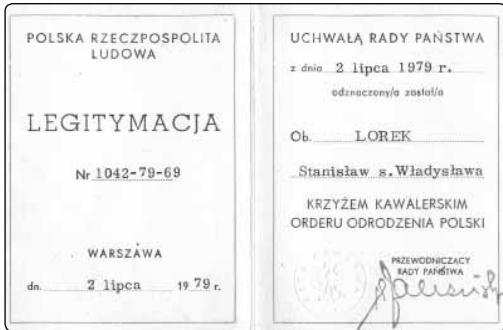 POLSKA RZECZPOSPOLITA
LUDOWA
LEGITYMACJA
Nr 1042-79-69
WARSZAWA
dn. 2 lipca 1979 r.
UCHWAŁĄ RADY PAŃSTWA
z dnia 2 lipca 1979 r.
odznaczony/a został/a
Ob. LOREK
Stanisław s.Władysława
KRZYŻEM KAWALERSKIM
ORDERU ODRODZENIA POLSKI
PRZEWODNICZĄCY
RADY PAŃSTWA